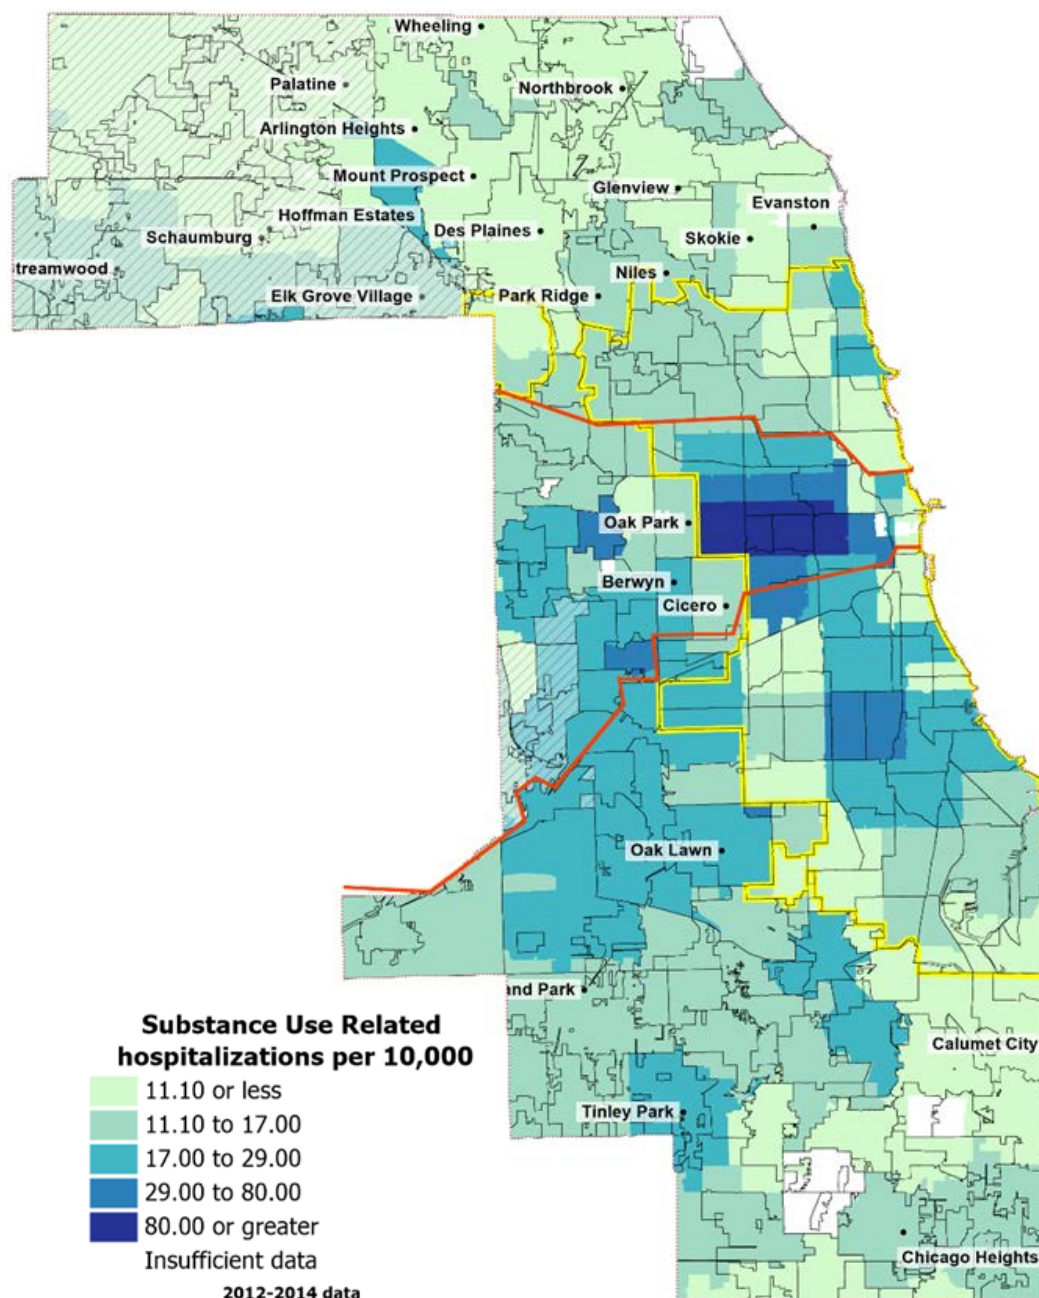 Wheeling
Palatine
Northbrook
Arlington Heights
Mount Prospect
Glenview
Evanston
Hoffman Estates
Schaumburg
Des Plaines
Skokie
treamwood
Niles
Elk Grove Village
Park Ridge
Oak Park
Berwyn
Cicero
Oak Lawn
and Park
Calumet City
Tinley Park
Chicago Heights
Substance Use Related
hospitalizations per 10,000
11.10 or less
11.10 to 17.00
17.00 to 29.00
29.00 to 80.00
80.00 or greater
Insufficient data
2012-2014 data